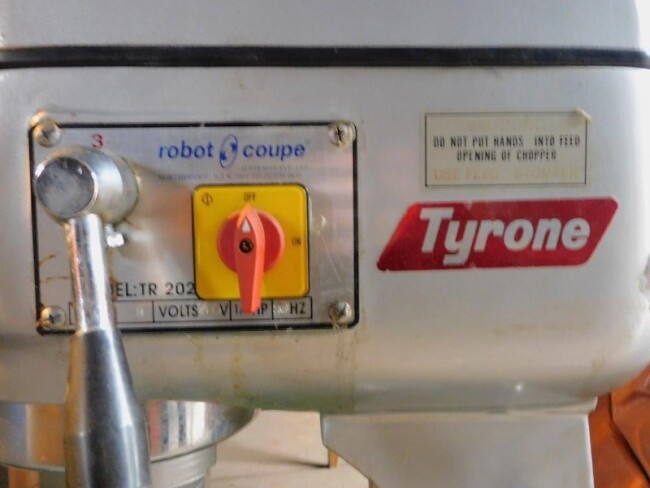 3
robot coupe
OFF
ON
DEL:TR 202
VOLTS V HP HZ
DO NOT PUT HANDS INTO FEED
OPENING OF CHOPPER
Tyrone